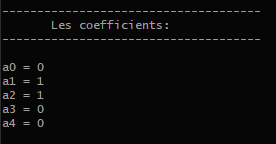 ------------------------------------
Les coefficients:
------------------------------------
a0 = 0
a1 = 1
a2 = 1
a3 = 0
a4 = 0